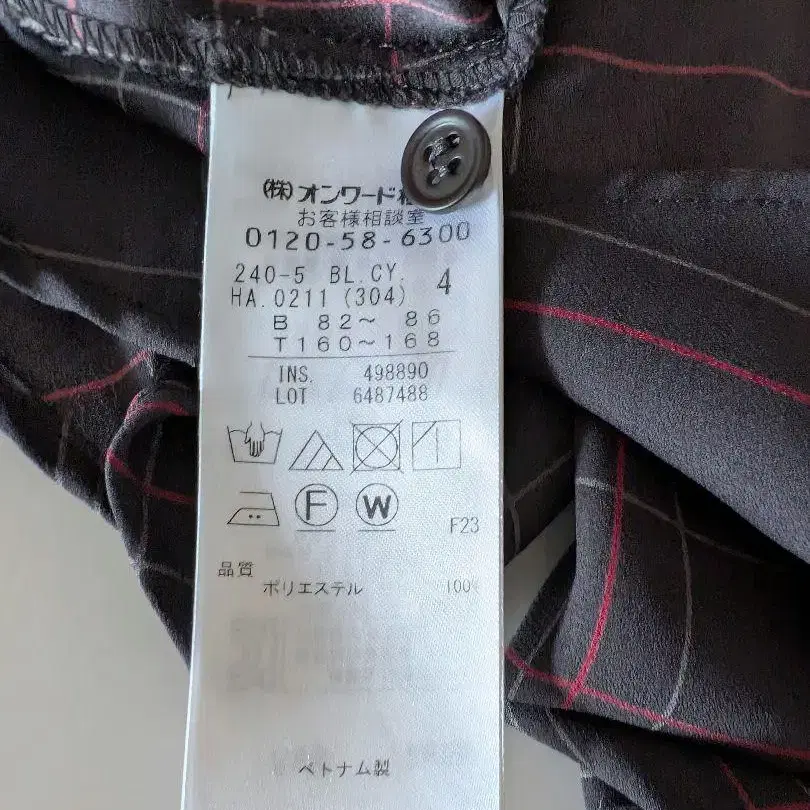 (株)オンワード
お客様相談室
0120-58-6300
240-5 BL.CY.
HA.0211 (304) 4
B 82~ 86
T160~168
INS. 498890
LOT 6487488
F
W
F23
品質
ポリエステル 100%
ベトナム製